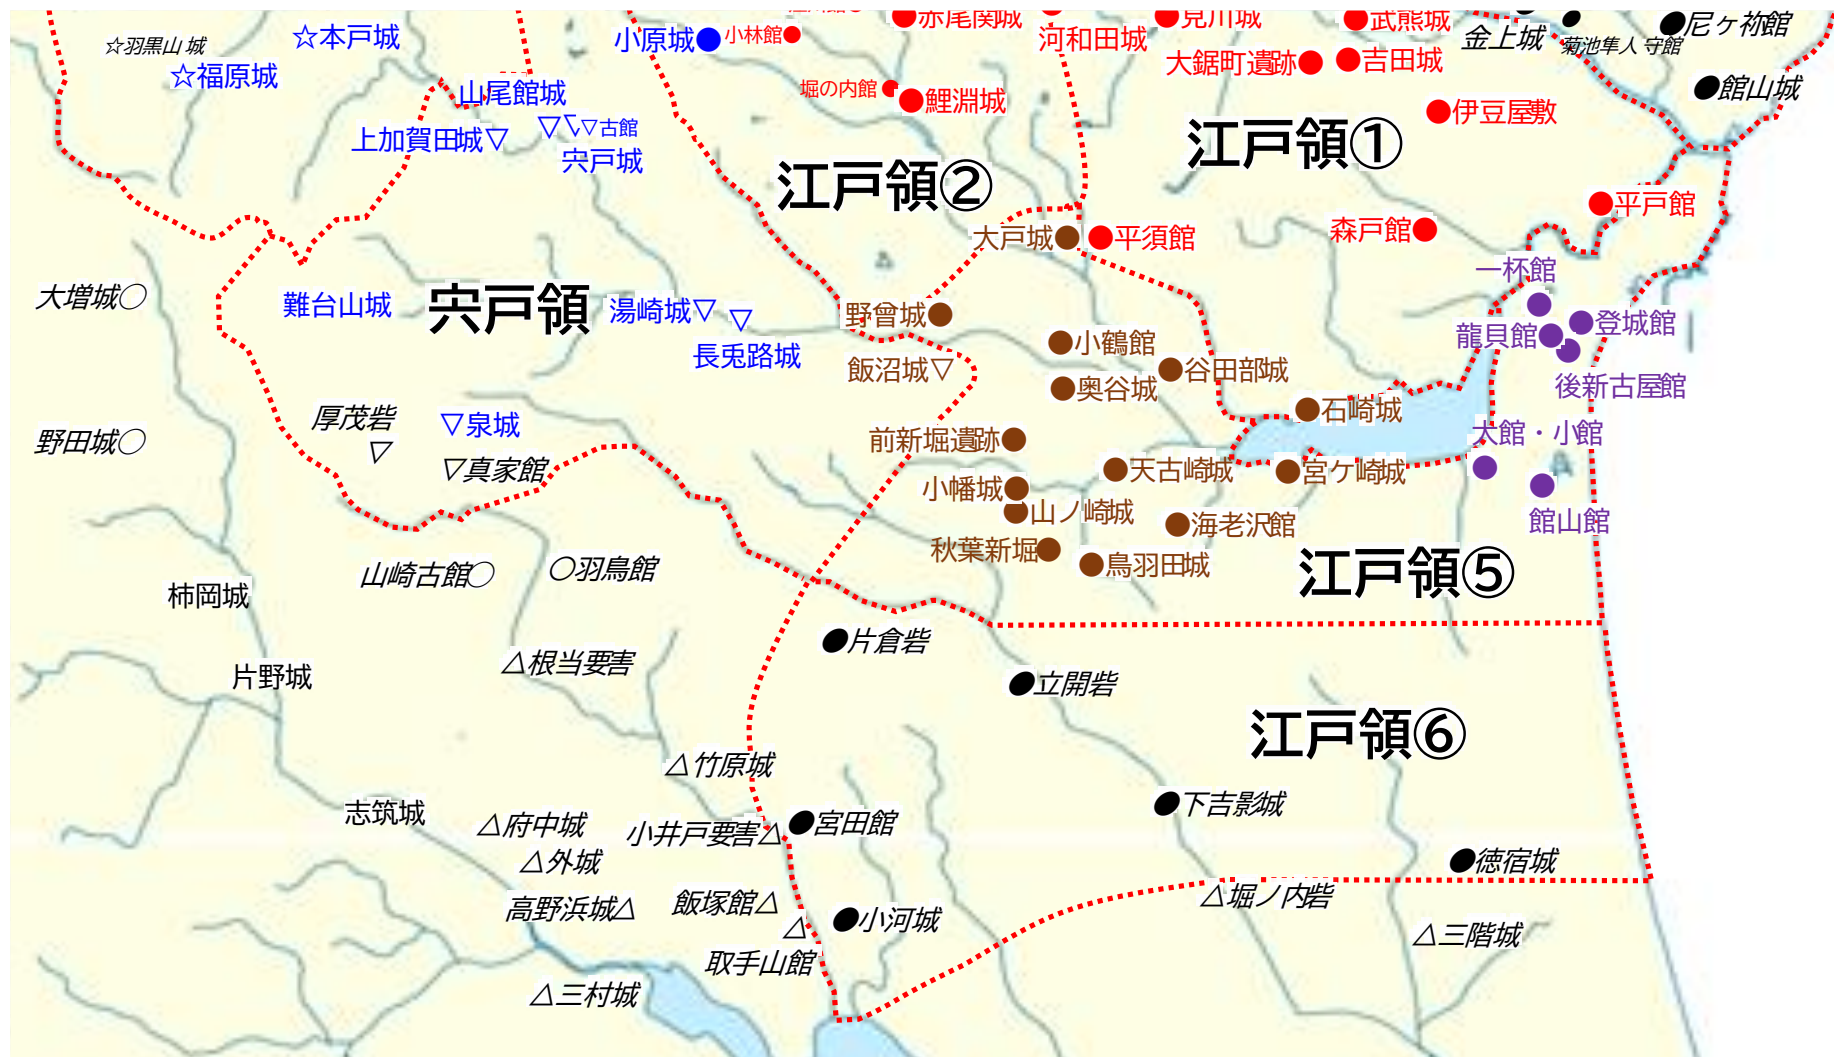 赤尾関城
河和田城
見川城
武熊城
金上城
菊池隼人守館
●尼ヶ祢館
☆羽黒山城
☆本戸城
小原城●
小林館●
☆福原城
大鋸町遺跡●
●吉田城
●館山城
山尾館城
堀の内館●
●鯉淵城
●伊豆屋敷
上加賀田城▽
▽▽▽古館
宍戸城
江戸領②
江戸領①
●平戸館
大戸城●
●平須館
森戸館●
一杯館
大増城○
難台山城
宍戸領
湯崎城▽
▽
長兎路城
野曾城●
●登城館
龍貝館●
●小鶴館
飯沼城▽
●谷田部城
●奥谷城
後新古屋館
●石崎城
厚茂砦
▽
▽泉城
野田城○
前新堀遺跡●
大館・小館
▽真家館
●天古崎城
●宮ケ崎城
小幡城●
●山ノ崎城
館山館
●海老沢館
秋葉新堀●
●鳥羽田城
江戸領⑤
山崎古館○
○羽鳥館
柿岡城
●片倉砦
△根当要害
片野城
●立開砦
江戸領⑥
△竹原城
志筑城
△府中城
小井戸要害△
●宮田館
●下吉影城
△外城
●徳宿城
高野浜城△
飯塚館△
△
取手山館
●小河城
△堀ノ内砦
△三階城
△三村城